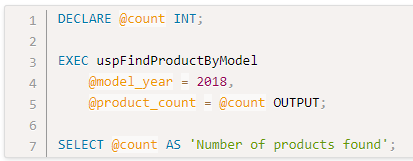 1 DECLARE @count INT;
2
3 EXEC uspFindProductByModel
4 @model_year = 2018,
5 @product_count = @count OUTPUT;
6
7 SELECT @count AS 'Number of products found';